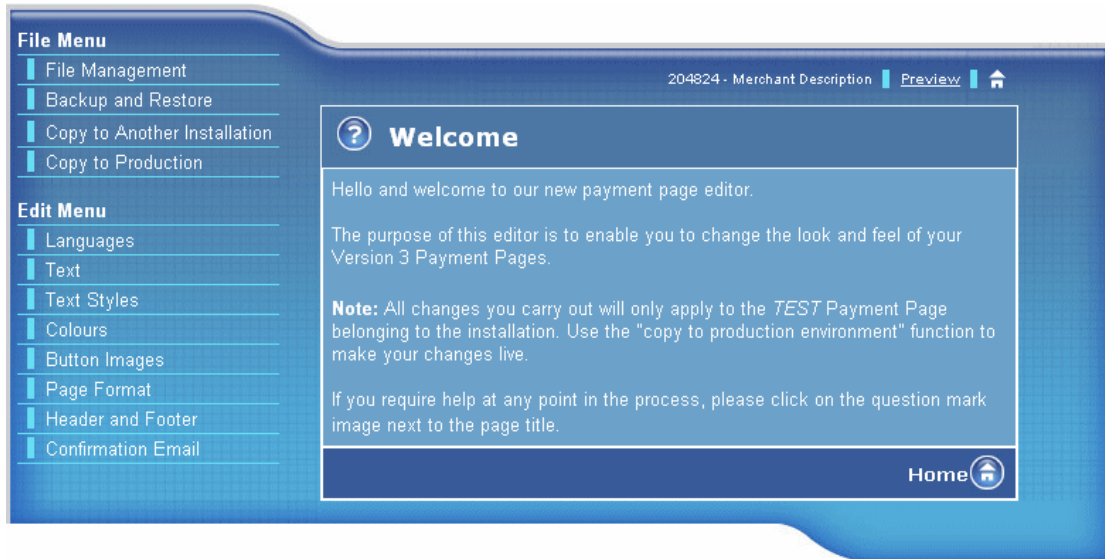 File Menu
File Management
Backup and Restore
Copy to Another Installation
Copy to Production
Edit Menu
Languages
Text
Text Styles
Colours
Button Images
Page Format
Header and Footer
Confirmation Email
204824 - Merchant Description Preview
? Welcome
Hello and welcome to our new payment page editor.
The purpose of this editor is to enable you to change the look and feel of your
Version 3 Payment Pages.
Note: All changes you carry out will only apply to the TEST Payment Page
belonging to the installation. Use the "copy to production environment" function to
make your changes live.
If you require help at any point in the process, please click on the question mark
image next to the page title.
Home